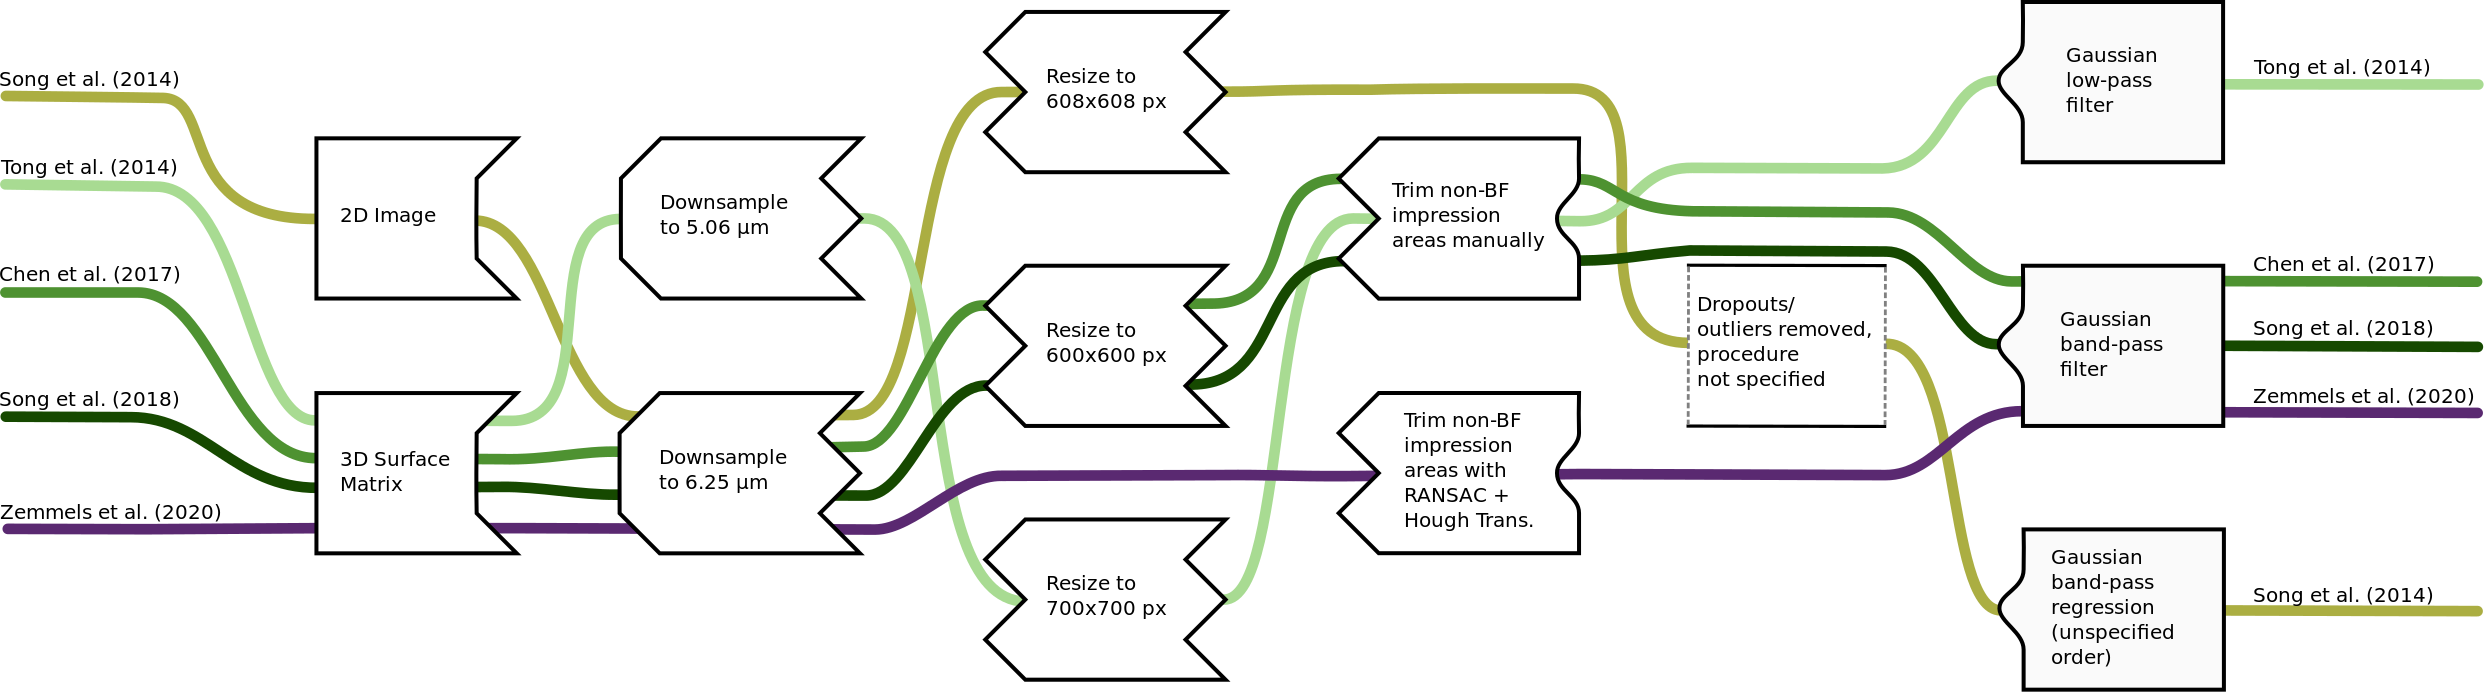 Song et al. (2014)
Tong et al. (2014)
Chen et al. (2017)
Song et al. (2018)
Zemmels et al. (2020)
2D Image
3D Surface
Matrix
Downsample
to 5.06 μm
Downsample
to 6.25 μm
Resize to
608x608 px
Resize to
600x600 px
Resize to
700x700 px
Trim non-BF
impression
areas manually
Trim non-BF
impression
areas with
RANSAC +
Hough Trans.
Dropouts/
outliers removed,
procedure
not specified
Gaussian
low-pass
filter
Gaussian
band-pass
filter
Gaussian
band-pass
regression
(unspecified
order)
Tong et al. (2014)
Chen et al. (2017)
Song et al. (2018)
Zemmels et al. (2020)
Song et al. (2014)